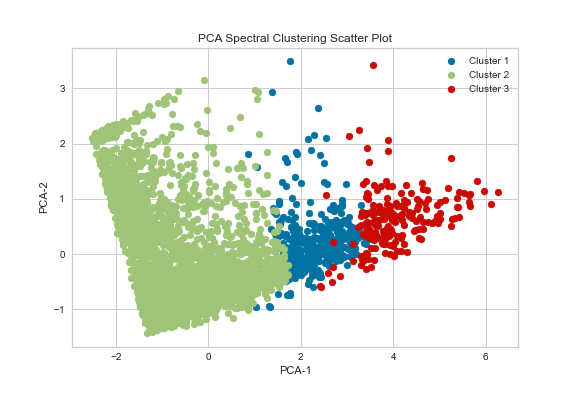 PCA Spectral Clustering Scatter Plot
Cluster 1
Cluster 2
Cluster 3
3
2
1
0
−1
PCA-2
−2
0
2
4
6
PCA-1